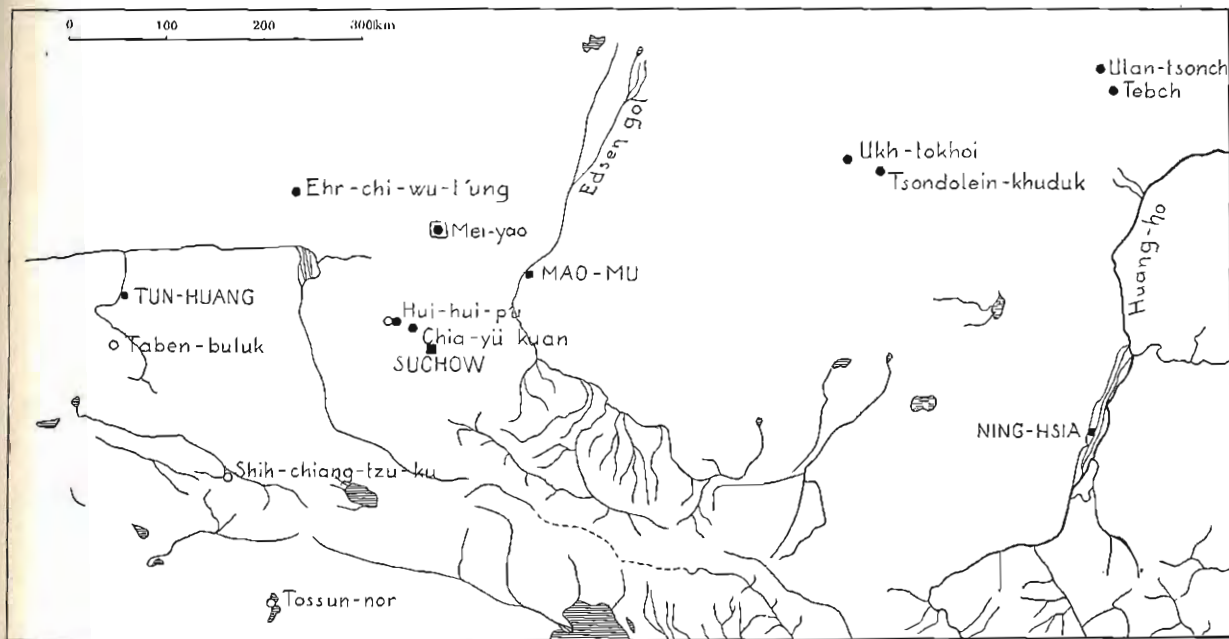 0 100 200 300km
Ulan-tsonch
Tebch
Edsen gol
Ukh-tokhoi
Tsondolein-khuduk
Ehr-chi-wu-t'ung
Mei-yao
Huang-ho
MAO-MU
TUN-HUANG
Hui-hui-pu
Chia-yü kuan
Taben-buluk
SUCHOW
NING-HSIA
Shih-chiang-tzu-ku
Tossun-nor